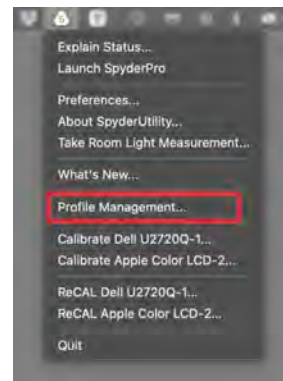 Explain Status...
Launch SpyderPro
Preferences...
About SpyderUtility...
Take Room Light Measurement...
What's New...
Profile Management...
Calibrate Dell U2720Q-1...
Calibrate Apple Color LCD-2...
ReCAL Dell U2720Q-1...
ReCAL Apple Color LCD-2...
Quit